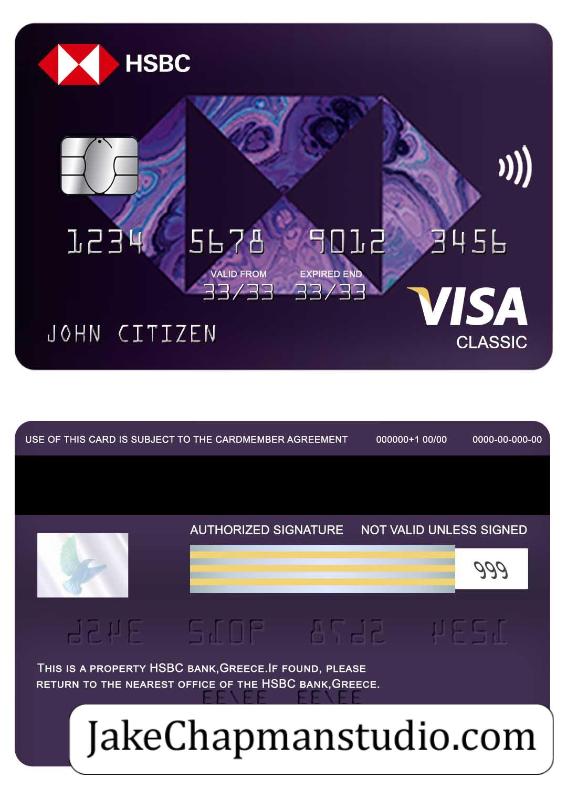 HSBC
1234 5678 9012 3456
VALID FROM EXPIRED END
33/33 33/33
VISA
JOHN CITIZEN
CLASSIC
USE OF THIS CARD IS SUBJECT TO THE CARDMEMBER AGREEMENT 000000+1 00/00 0000-00-000-00
AUTHORIZED SIGNATURE NOT VALID UNLESS SIGNED
999
THIS IS A PROPERTY HSBC BANK,GREECE.IF FOUND, PLEASE
RETURN TO THE NEAREST OFFICE OF THE HSBC BANK,GREECE.
JakeChapmanstudio.com